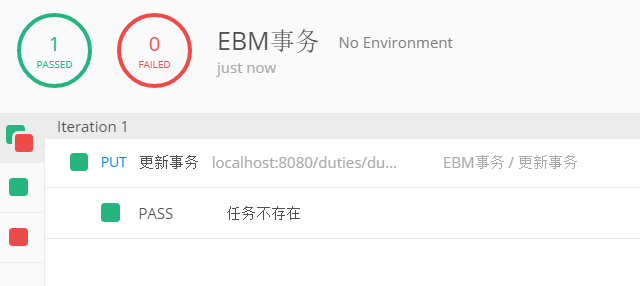 1
PASSED
0
FAILED
EBM事务 No Environment
just now
Iteration 1
PUT 更新事务 localhost:8080/duties/du... EBM事务 / 更新事务
PASS 任务不存在